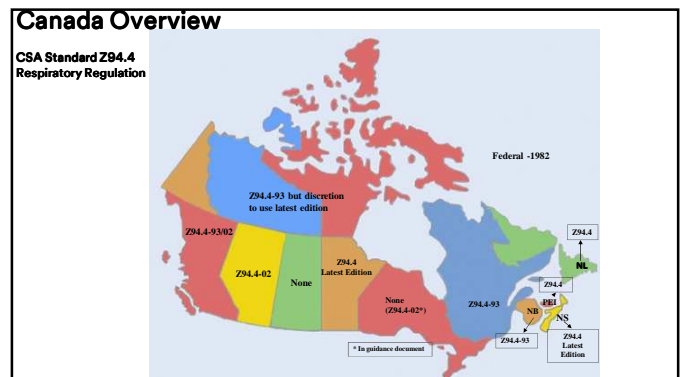 Canada Overview
CSA Standard Z94.4
Respiratory Regulation
Federal -1982
Z94.4-93 but discretion
to use latest edition
Z94.4-93/02
Z94.4-02
None
Z94.4
Latest Edition
None
(Z94.4-02*)
Z94.4-93
Z94.4
NL
Z94.4
PEI
NB
NS
Z94.4-93
Z94.4
Latest
Edition
* In guidance document